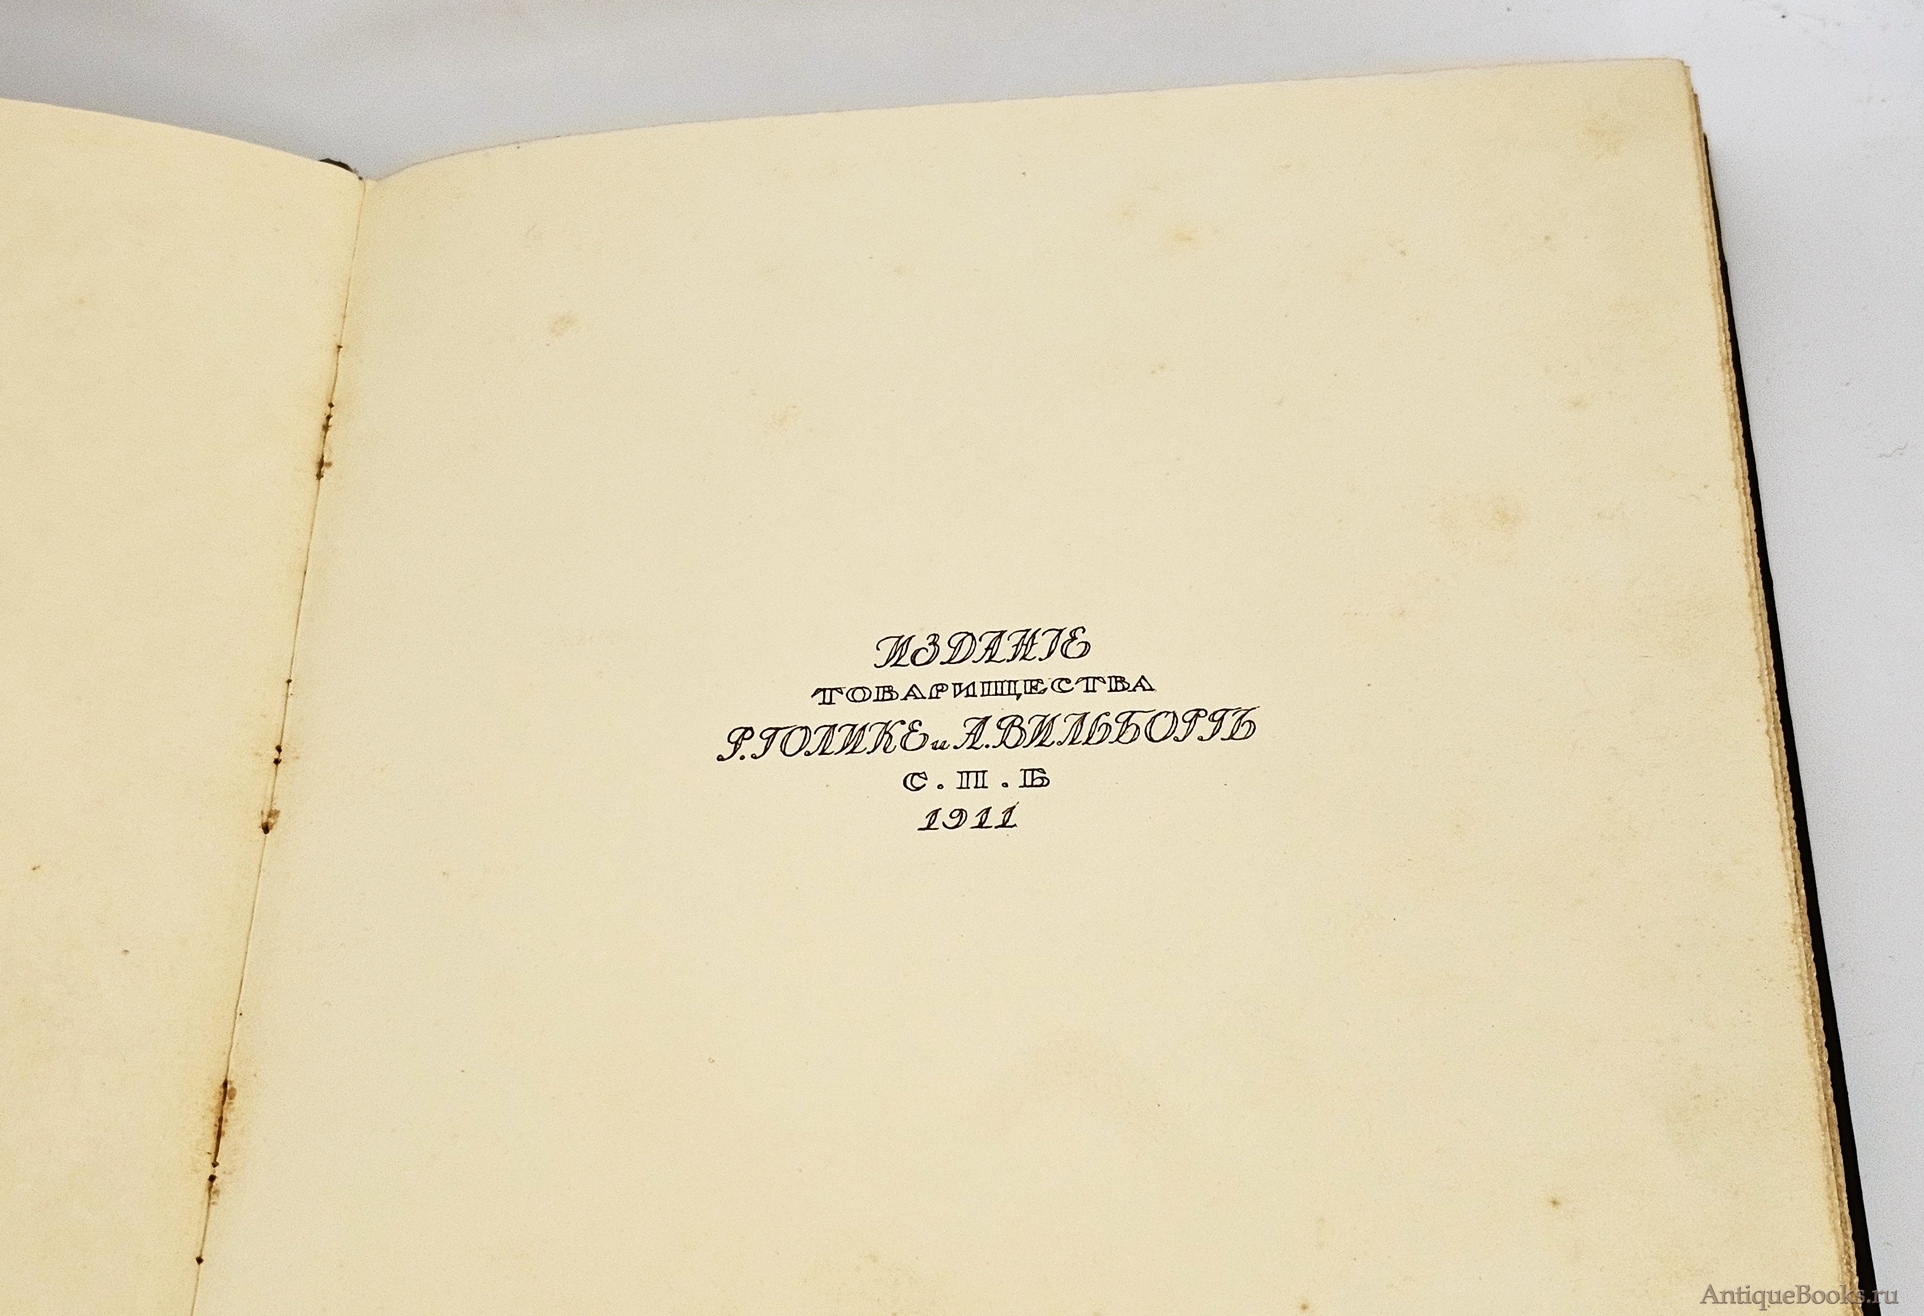 ИЗДАНІЕ
ТОВАРИЩЕСТВА
Р. ГОЛИКЕ и А. ВИЛЬБОРГЪ
С. П. Б
1911
AntiqueBooks.ru